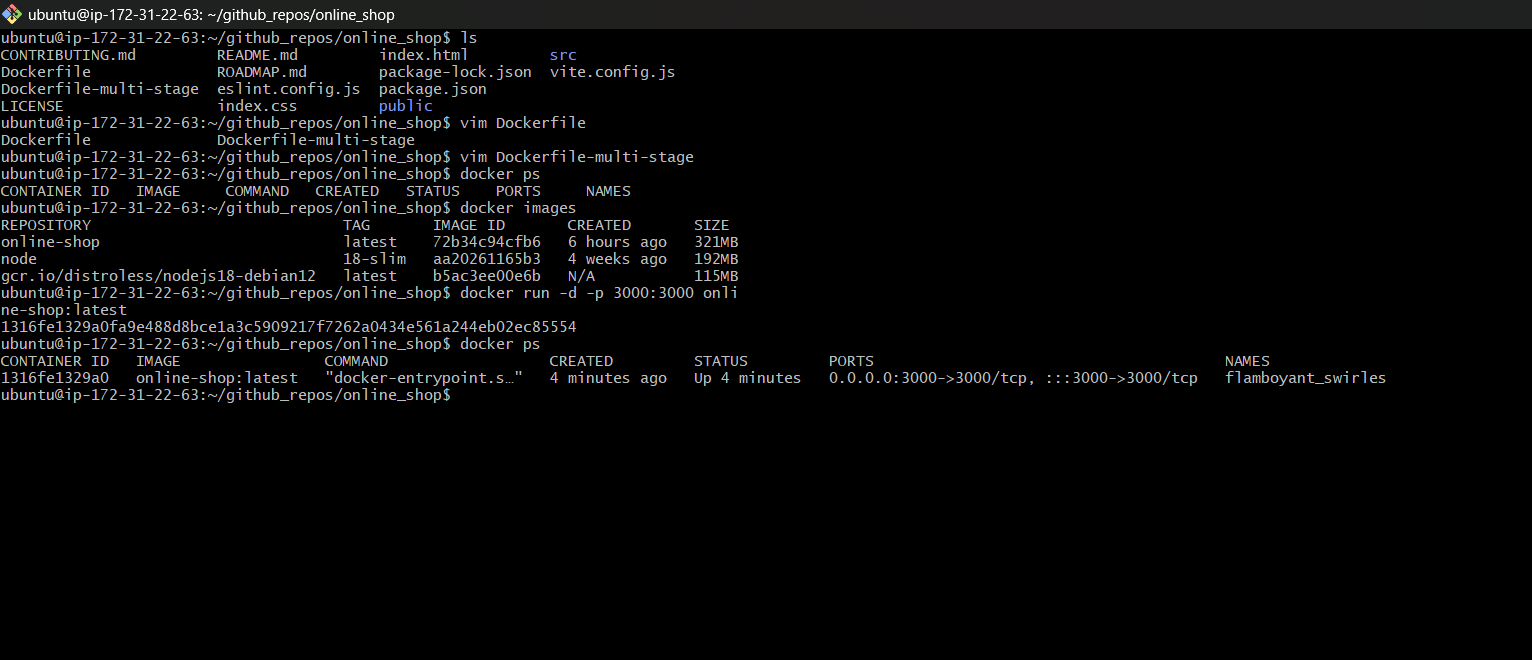 ubuntu@ip-172-31-22-63: ~/github_repos/online_shop
ubuntu@ip-172-31-22-63:~/github_repos/online_shop$ ls
CONTRIBUTING.md         README.md         index.html         src
Dockerfile              ROADMAP.md        package-lock.json  vite.config.js
Dockerfile-multi-stage  eslint.config.js  package.json
LICENSE                 index.css         public
ubuntu@ip-172-31-22-63:~/github_repos/online_shop$ vim Dockerfile
Dockerfile              Dockerfile-multi-stage
ubuntu@ip-172-31-22-63:~/github_repos/online_shop$ vim Dockerfile-multi-stage
ubuntu@ip-172-31-22-63:~/github_repos/online_shop$ docker ps
CONTAINER ID   IMAGE     COMMAND   CREATED   STATUS    PORTS     NAMES
ubuntu@ip-172-31-22-63:~/github_repos/online_shop$ docker images
REPOSITORY                            TAG       IMAGE ID       CREATED       SIZE
online-shop                           latest    72b34c94cfb6   6 hours ago   321MB
node                                  18-slim   aa20261165b3   4 weeks ago   192MB
gcr.io/distroless/nodejs18-debian12   latest    b5ac3ee00e6b   N/A           115MB
ubuntu@ip-172-31-22-63:~/github_repos/online_shop$ docker run -d -p 3000:3000 onli
ne-shop:latest
1316fe1329a0fa9e488d8bce1a3c5909217f7262a0434e561a244eb02ec85554
ubuntu@ip-172-31-22-63:~/github_repos/online_shop$ docker ps
CONTAINER ID   IMAGE                COMMAND                  CREATED         STATUS         PORTS                                       NAMES
1316fe1329a0   online-shop:latest   "docker-entrypoint.s…"   4 minutes ago   Up 4 minutes   0.0.0.0:3000->3000/tcp, :::3000->3000/tcp   flamboyant_swirles
ubuntu@ip-172-31-22-63:~/github_repos/online_shop$